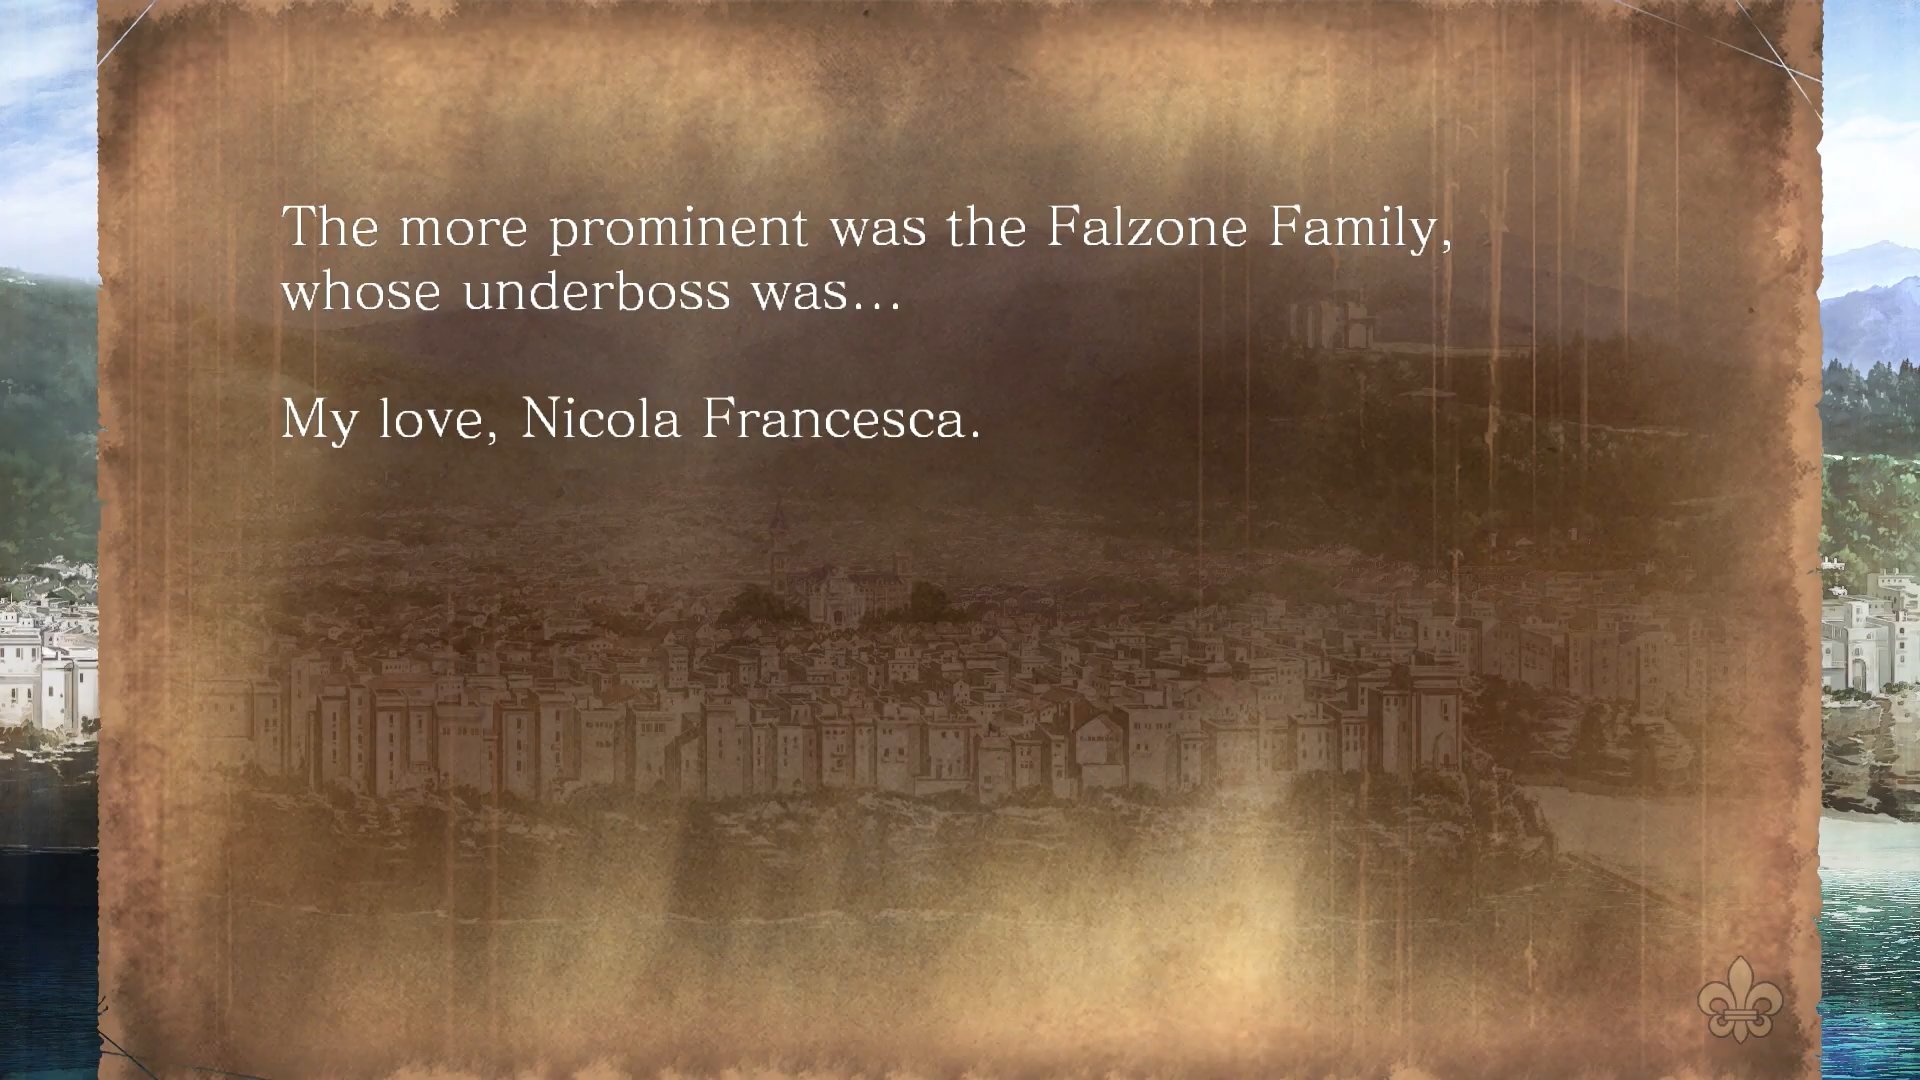 The more prominent was the Falzone Family,
whose underboss was...
My love, Nicola Francesca.